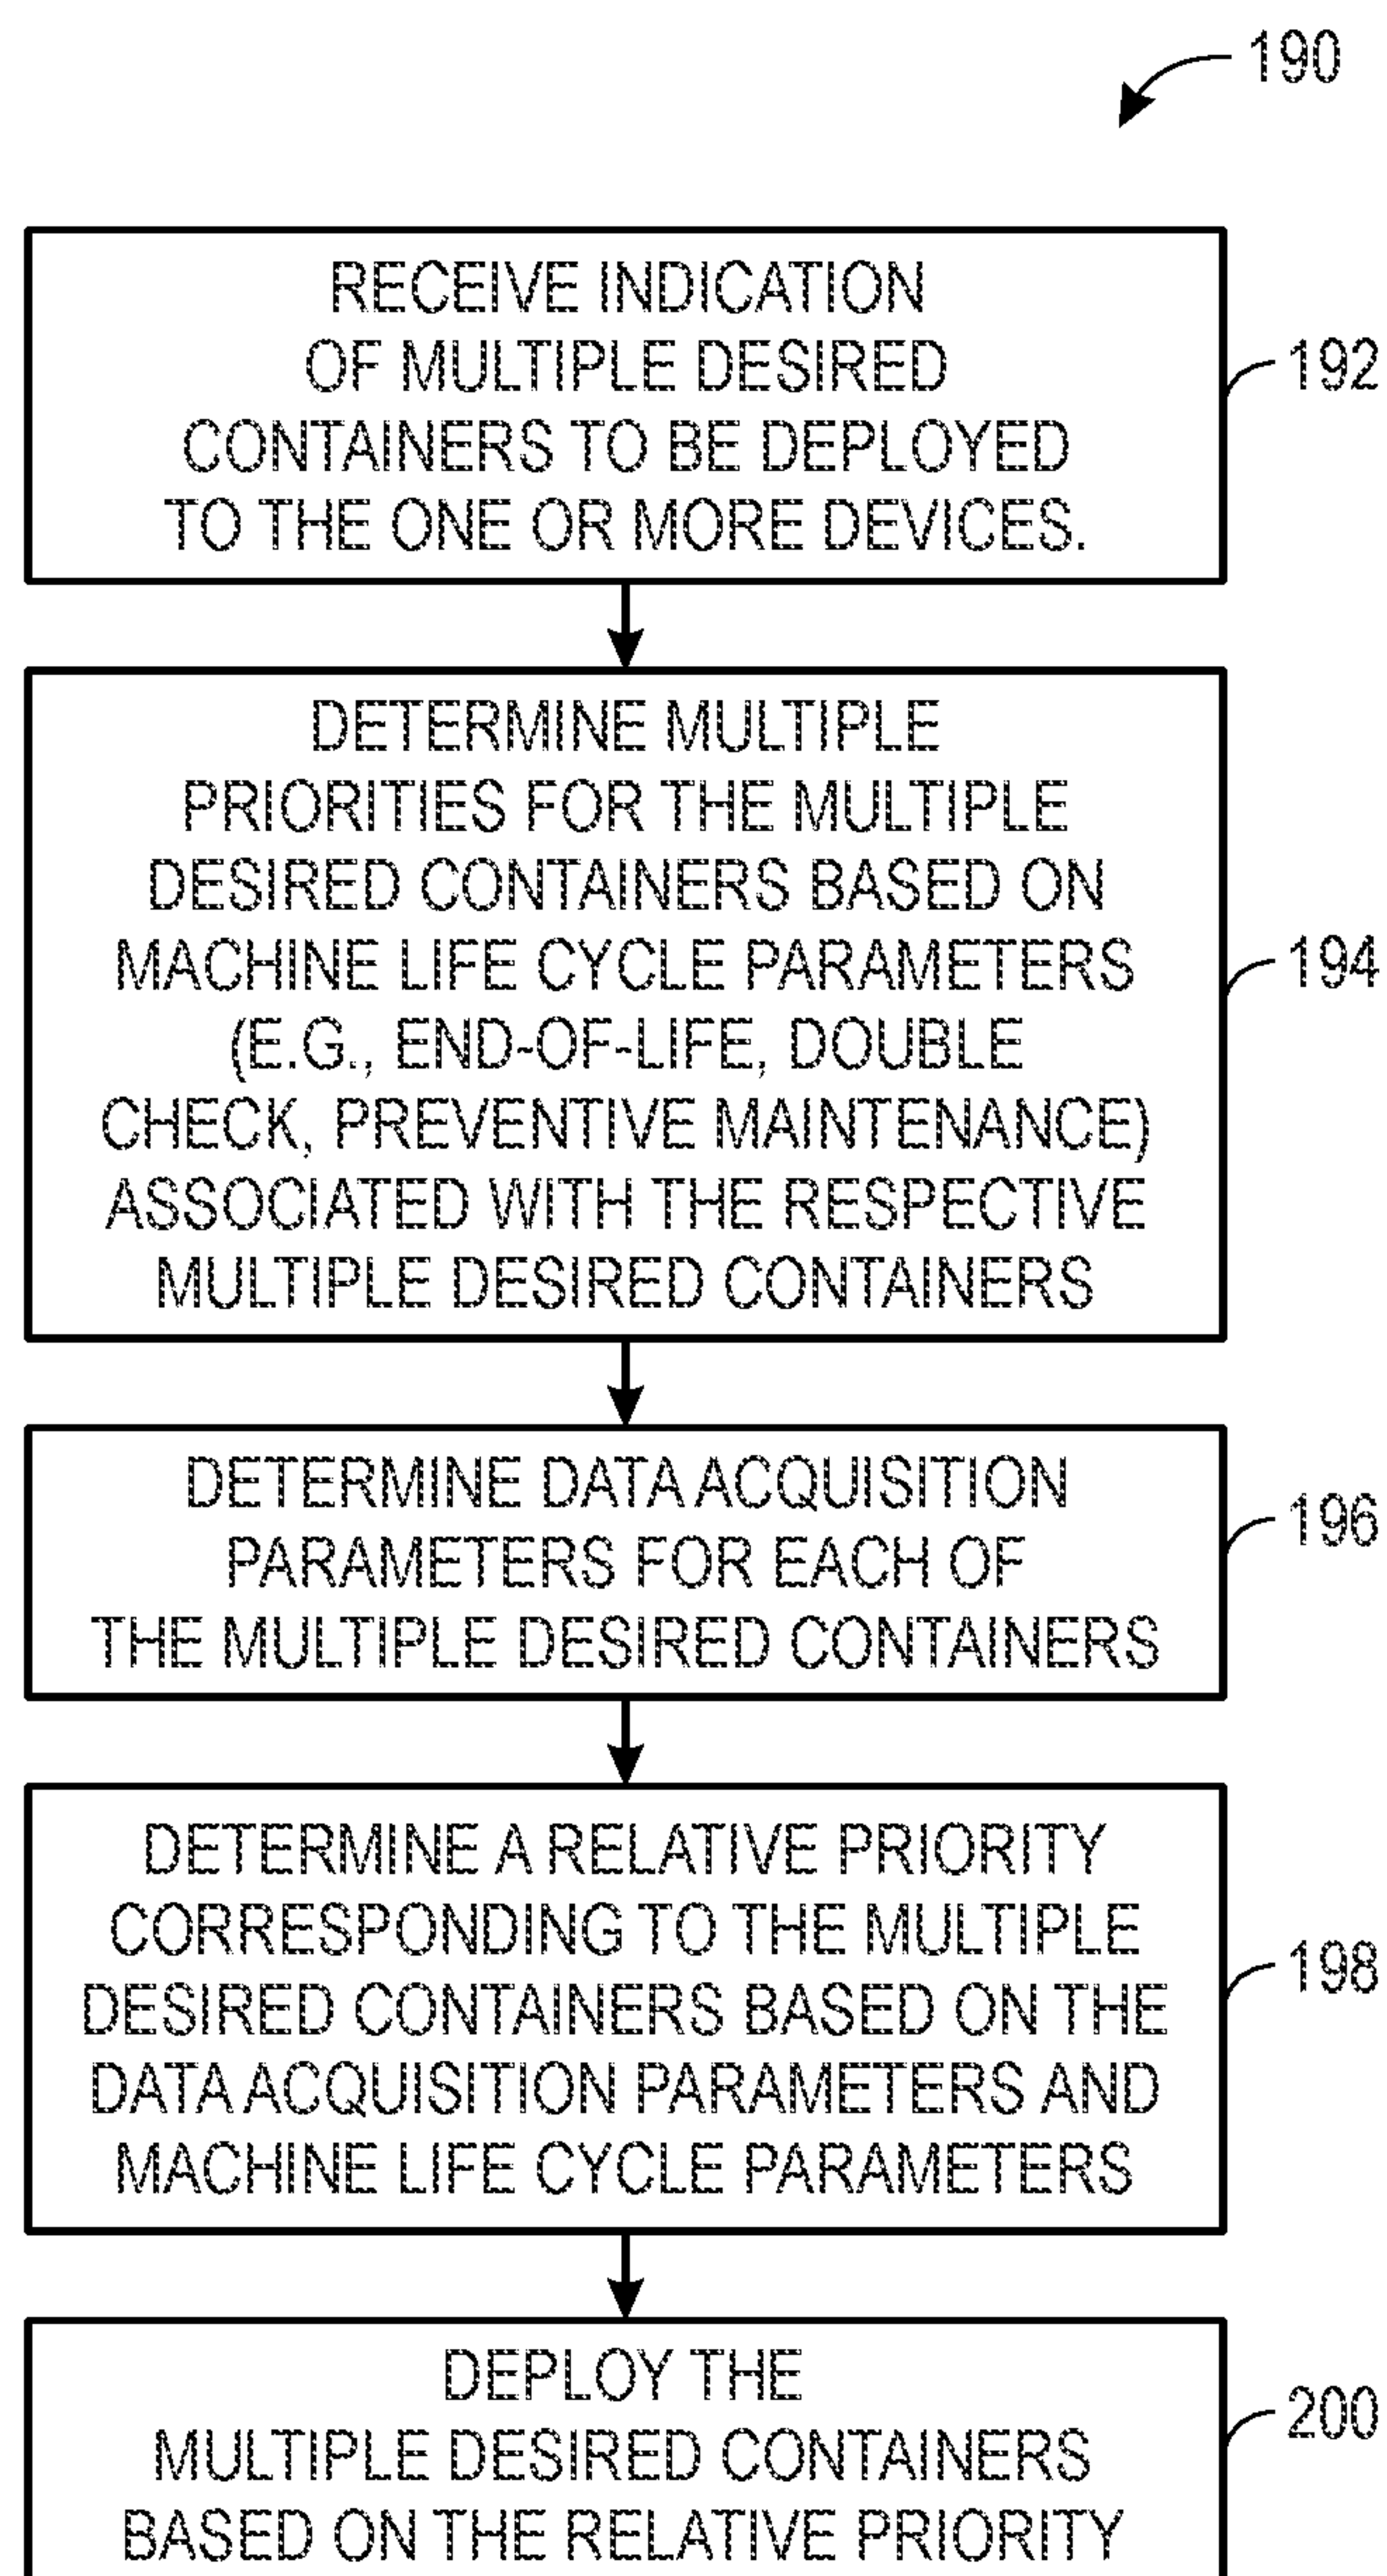 190
RECEIVE INDICATION
OF MULTIPLE DESIRED
CONTAINERS TO BE DEPLOYED
TO THE ONE OR MORE DEVICES.
192
DETERMINE MULTIPLE
PRIORITIES FOR THE MULTIPLE
DESIRED CONTAINERS BASED ON
MACHINE LIFE CYCLE PARAMETERS
(E.G., END-OF-LIFE, DOUBLE
CHECK, PREVENTIVE MAINTENANCE)
ASSOCIATED WITH THE RESPECTIVE
MULTIPLE DESIRED CONTAINERS
194
DETERMINE DATA ACQUISITION
PARAMETERS FOR EACH OF
THE MULTIPLE DESIRED CONTAINERS
196
DETERMINE A RELATIVE PRIORITY
CORRESPONDING TO THE MULTIPLE
DESIRED CONTAINERS BASED ON THE
DATA ACQUISITION PARAMETERS AND
MACHINE LIFE CYCLE PARAMETERS
198
DEPLOY THE
MULTIPLE DESIRED CONTAINERS
BASED ON THE RELATIVE PRIORITY
200